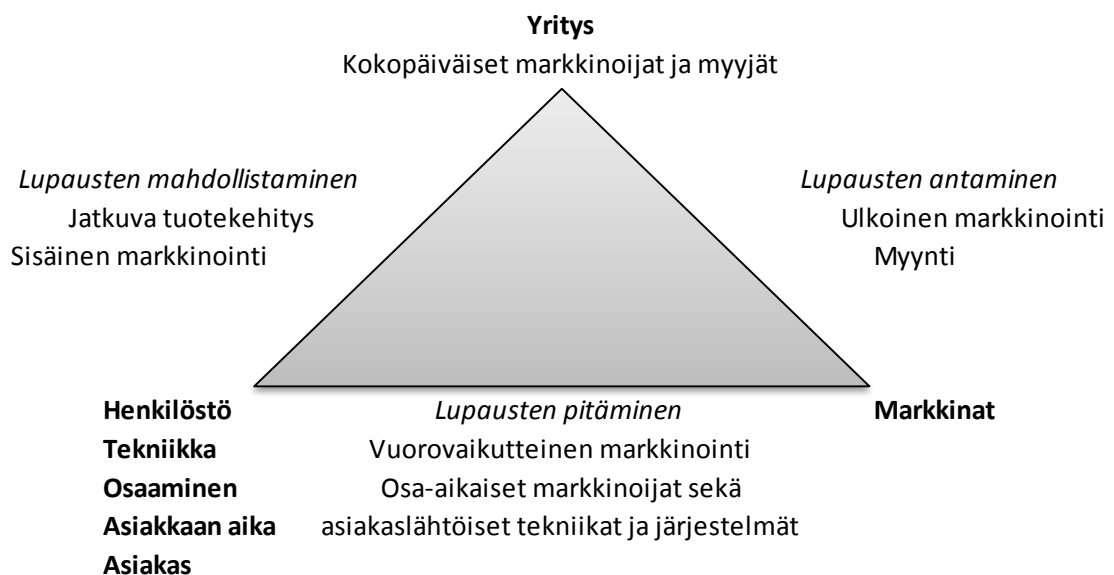 Yritys
Kokopäiväiset markkinoijat ja myyjät
Lupausten mahdollistaminen
Jatkuva tuotekehitys
Sisäinen markkinointi
Lupausten antaminen
Ulkoinen markkinointi
Myynti
Henkilöstö
Tekniikka
Osaaminen
Asiakkaan aika
Asiakas
Lupausten pitäminen
Vuorovaikutteinen markkinointi
Osa-aikaiset markkinoijat sekä
asiakaslähtöiset tekniikat ja järjestelmät
Markkinat